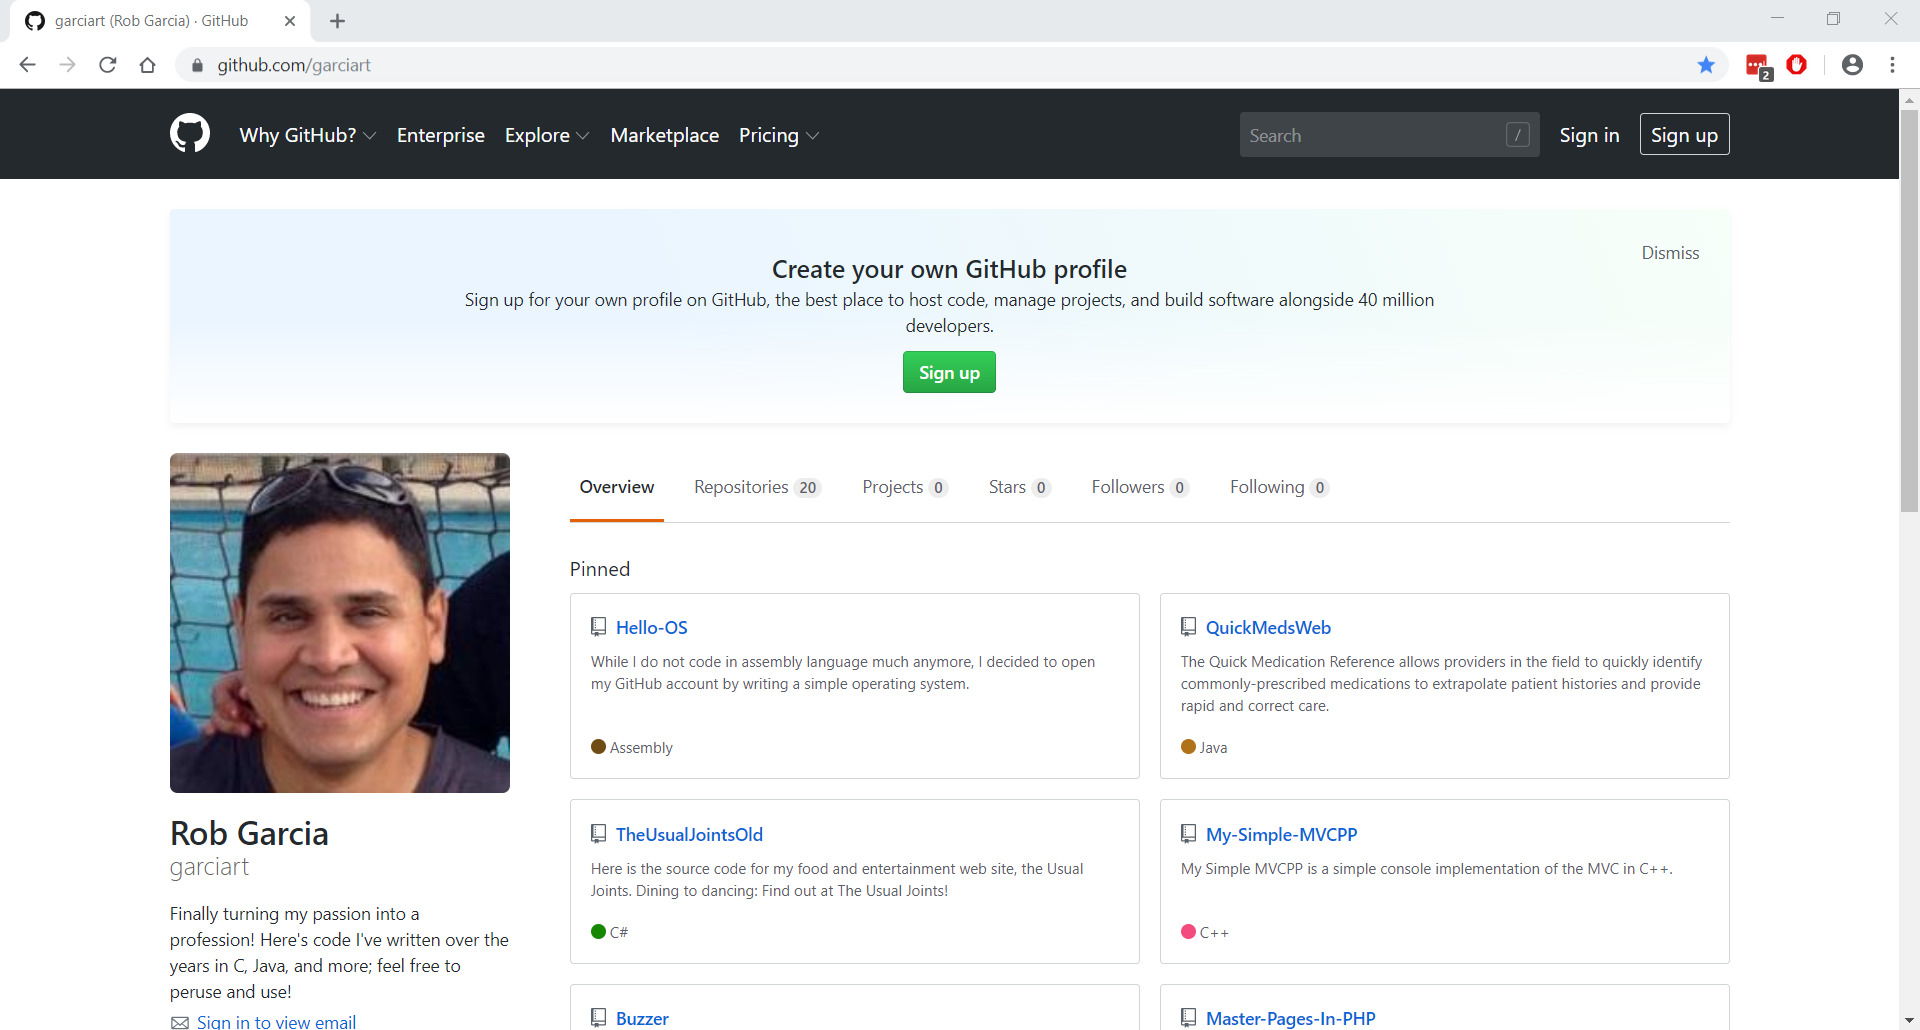 garciart (Rob Garcia) · GitHub
github.com/garciart
2
Why GitHub? Enterprise Explore Marketplace Pricing
Search /
Sign in
Sign up
Dismiss
Create your own GitHub profile
Sign up for your own profile on GitHub, the best place to host code, manage projects, and build software alongside 40 million
developers.
Sign up
Overview Repositories 20 Projects 0 Stars 0 Followers 0 Following 0
Pinned
Hello-OS
While I do not code in assembly language much anymore, I decided to open
my GitHub account by writing a simple operating system.
Assembly
QuickMedsWeb
The Quick Medication Reference allows providers in the field to quickly identify
commonly-prescribed medications to extrapolate patient histories and provide
rapid and correct care.
Java
TheUsualJointsOld
Here is the source code for my food and entertainment web site, the Usual
Joints. Dining to dancing: Find out at The Usual Joints!
C#
My-Simple-MVCPP
My Simple MVCPP is a simple console implementation of the MVC in C++.
C++
Buzzer
Master-Pages-In-PHP
Rob Garcia
garciart
Finally turning my passion into a
profession! Here's code I've written over the
years in C, Java, and more; feel free to
peruse and use!
Sign in to view email